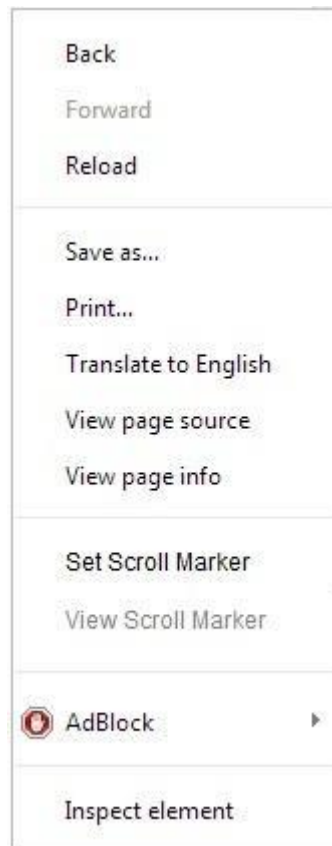 Back
Forward
Reload
Save as...
Print...
Translate to English
View page source
View page info
Set Scroll Marker
View Scroll Marker
AdBlock
Inspect element